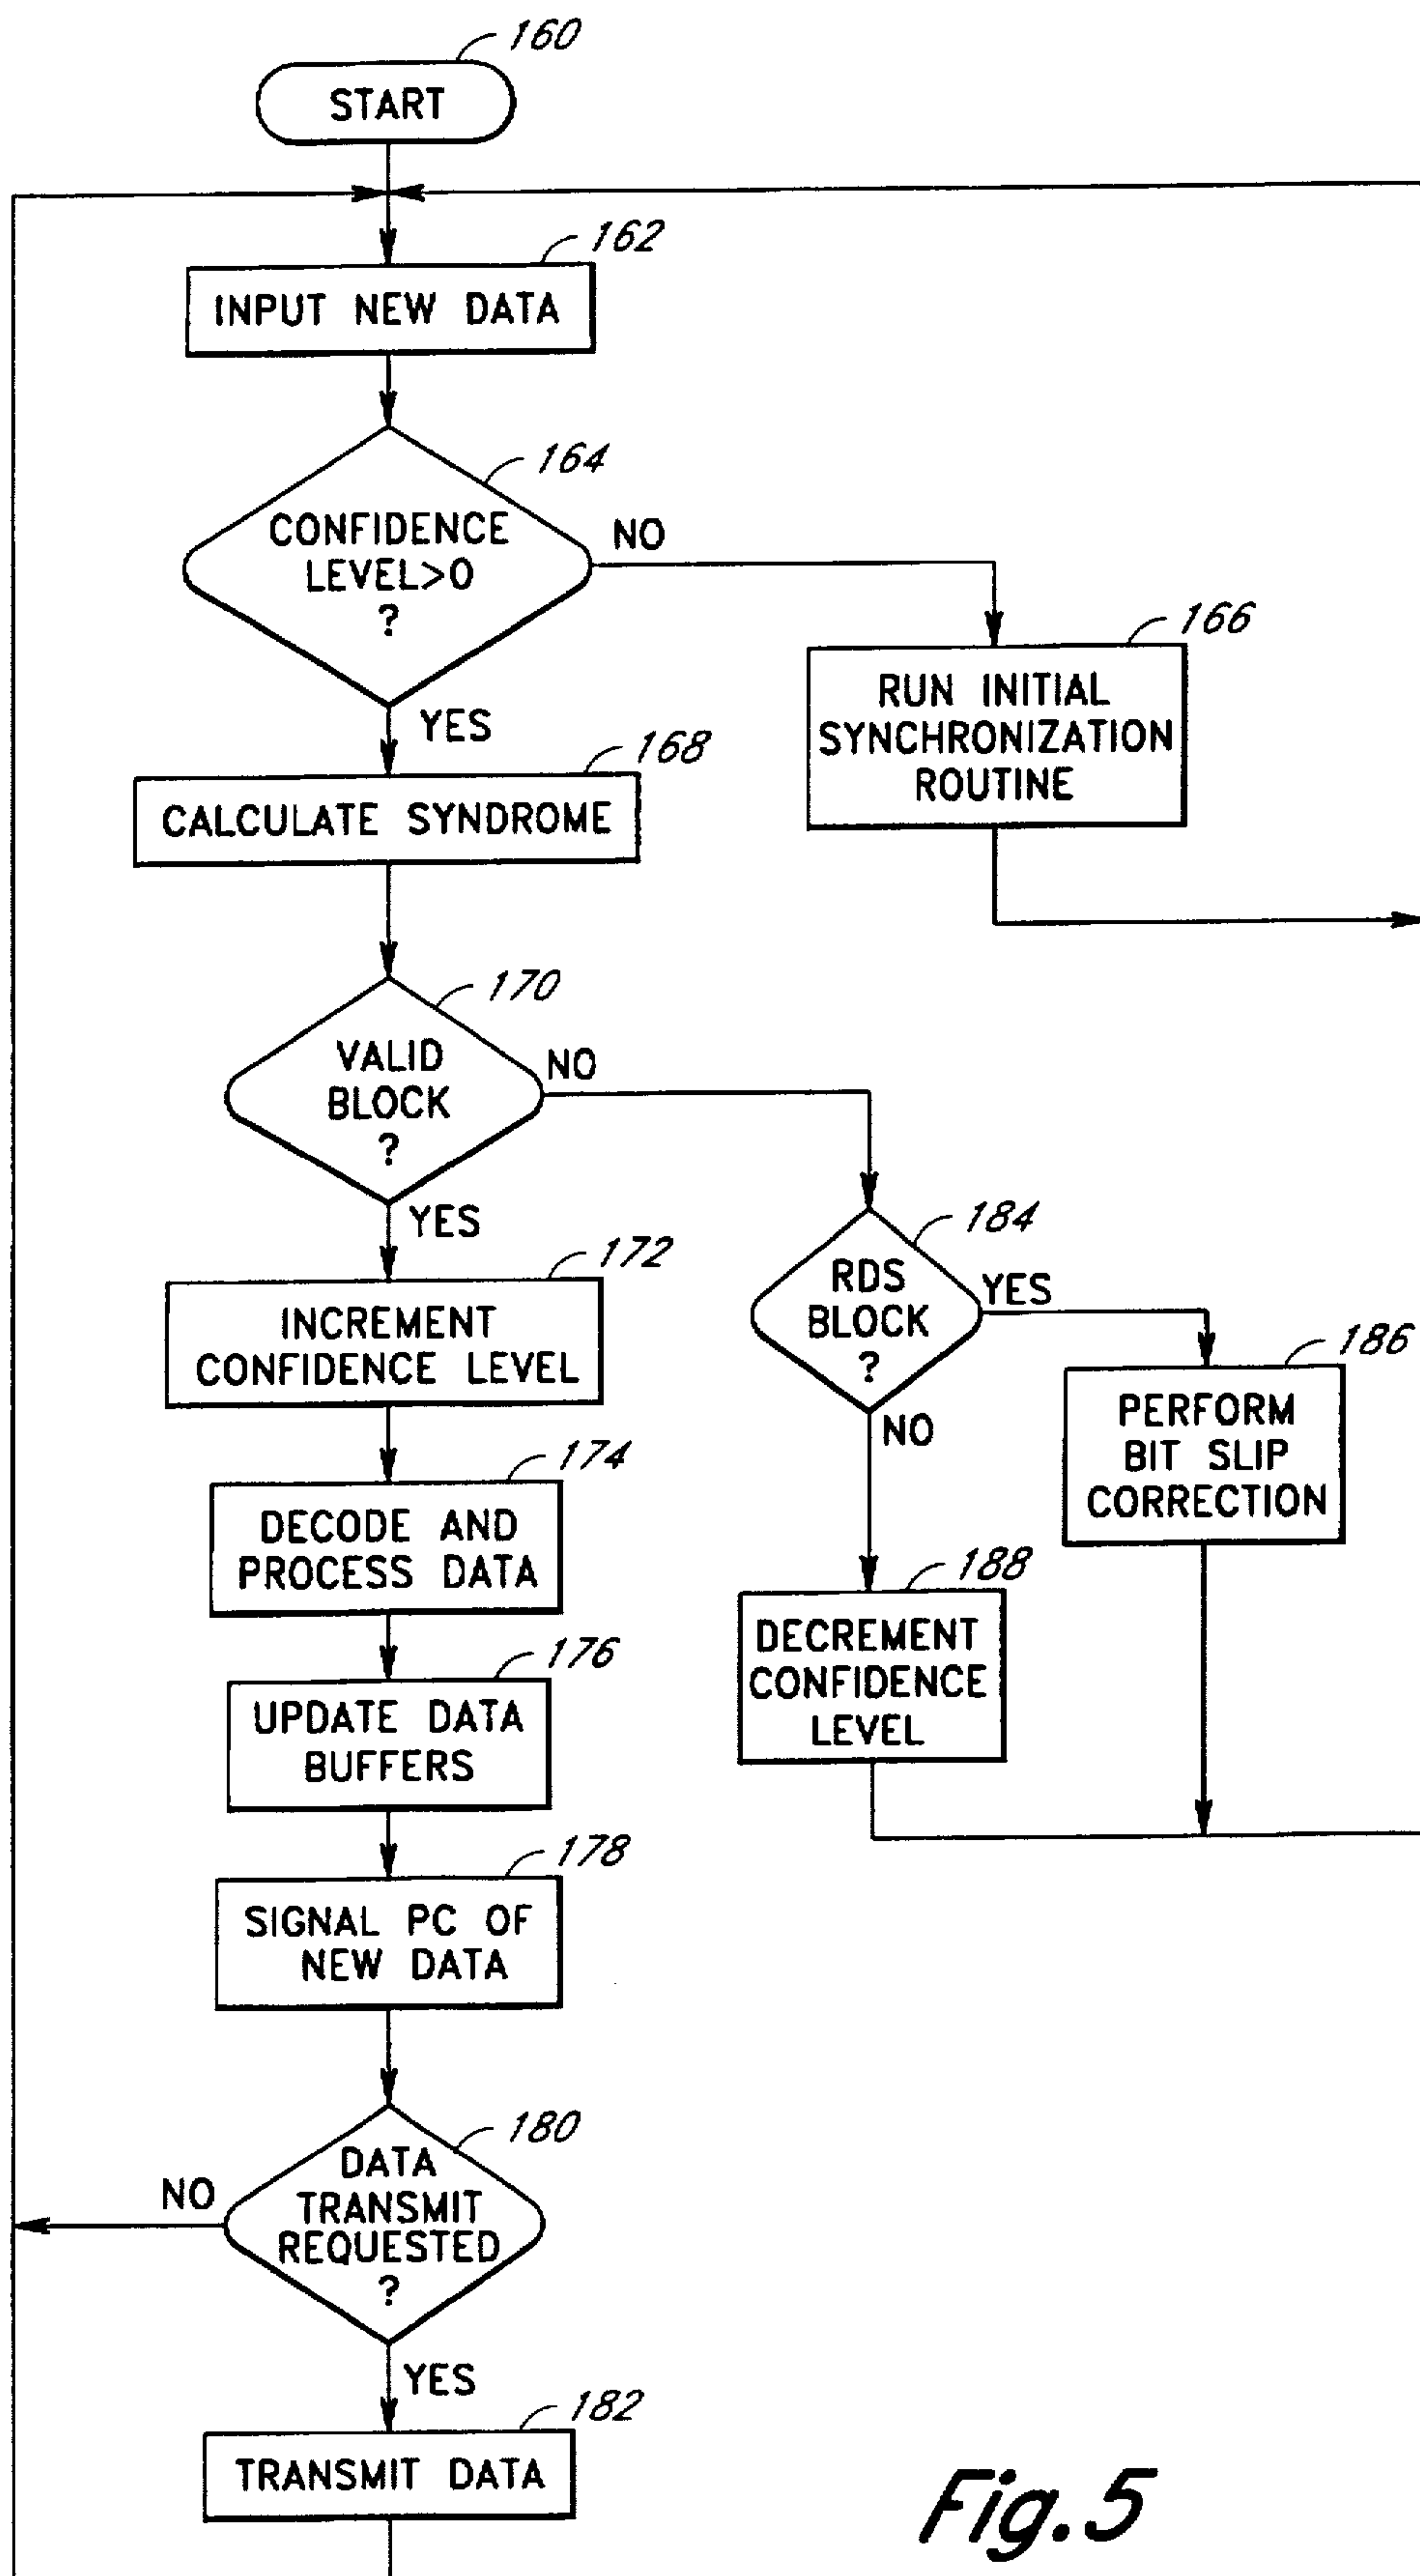 160
START
162
INPUT NEW DATA
164
CONFIDENCE
LEVEL>0
?
NO
YES
166
RUN INITIAL
SYNCHRONIZATION
ROUTINE
168
CALCULATE SYNDROME
170
VALID
BLOCK
?
NO
YES
184
RDS
BLOCK
?
YES
NO
172
INCREMENT
CONFIDENCE LEVEL
186
PERFORM
BIT SLIP
CORRECTION
174
DECODE AND
PROCESS DATA
188
DECREMENT
CONFIDENCE
LEVEL
176
UPDATE DATA
BUFFERS
178
SIGNAL PC OF
NEW DATA
180
DATA
TRANSMIT
REQUESTED
?
NO
YES
182
TRANSMIT DATA
Fig.5